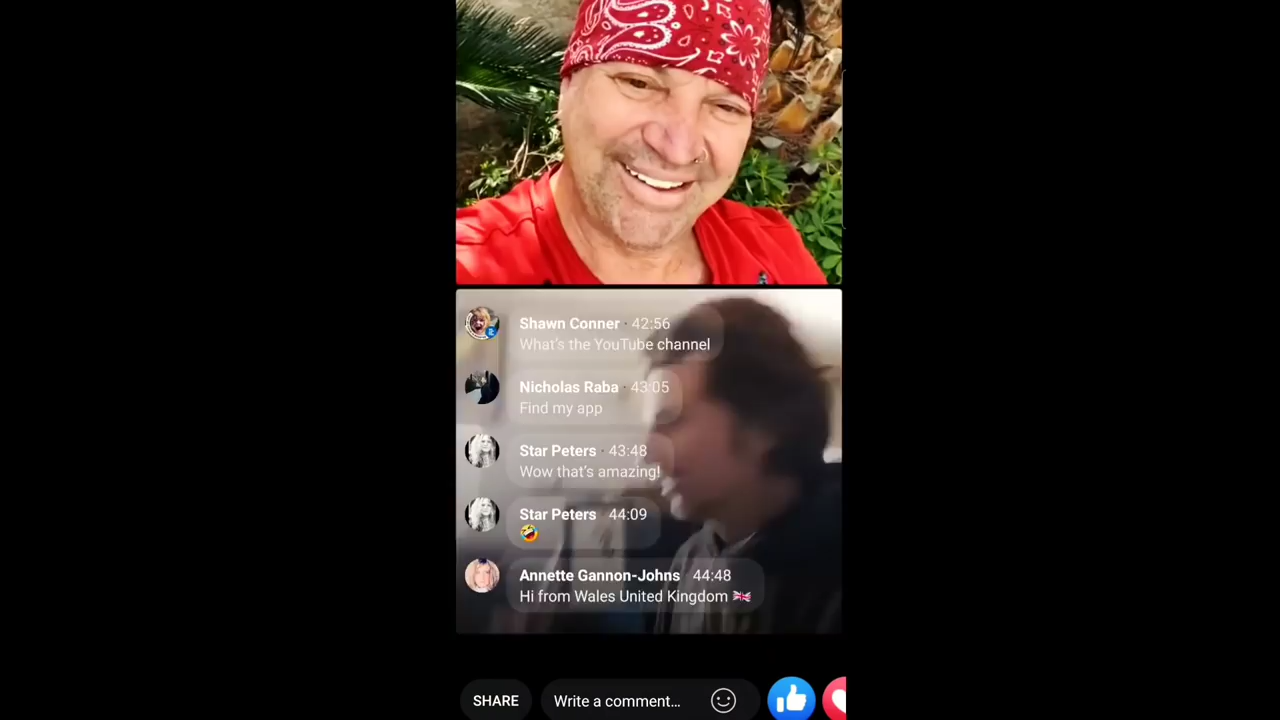 Shawn Conner · 42:56
What's the YouTube channel
Nicholas Raba · 43:05
Find my app
Star Peters · 43:48
Wow that's amazing!
Star Peters · 44:09
🤣
Annette Gannon-Johns · 44:48
Hi from Wales United Kingdom 🇬🇧
SHARE
Write a comment...